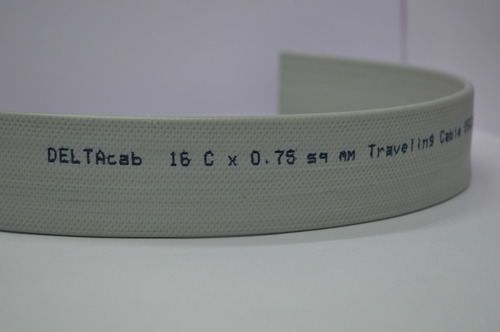 DELTAcab 16 C x 0.75 sq mm Traveling Cable